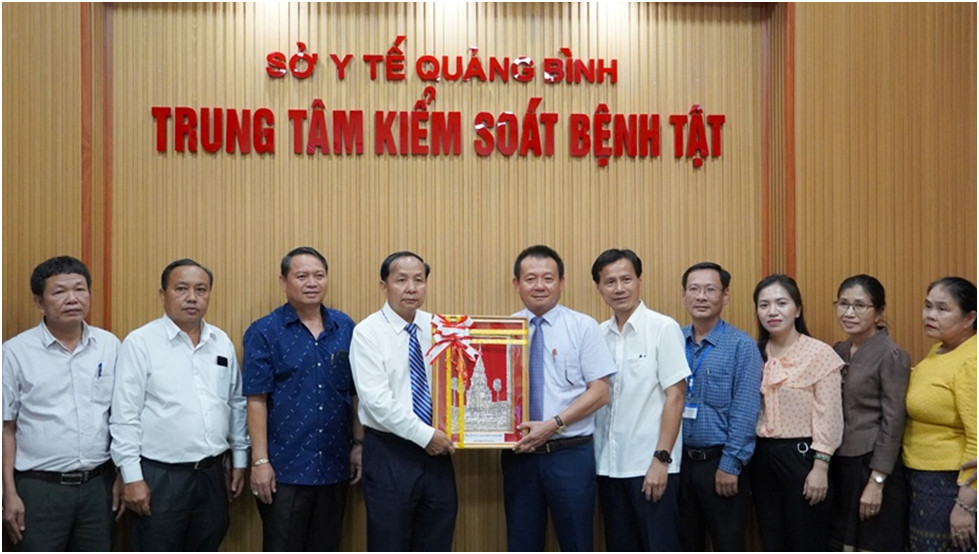 SỞ Y TẾ QUẢNG BÌNH
TRUNG TÂM KIỂM SOÁT BỆNH TẬT